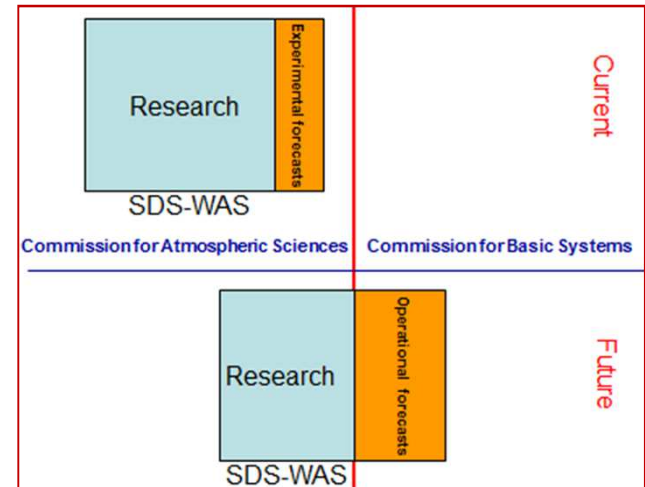 Research
Experimental forecasts
Current
SDS-WAS
Commission for Atmospheric Sciences
Commission for Basic Systems
Research
Operational forecasts
Future
SDS-WAS